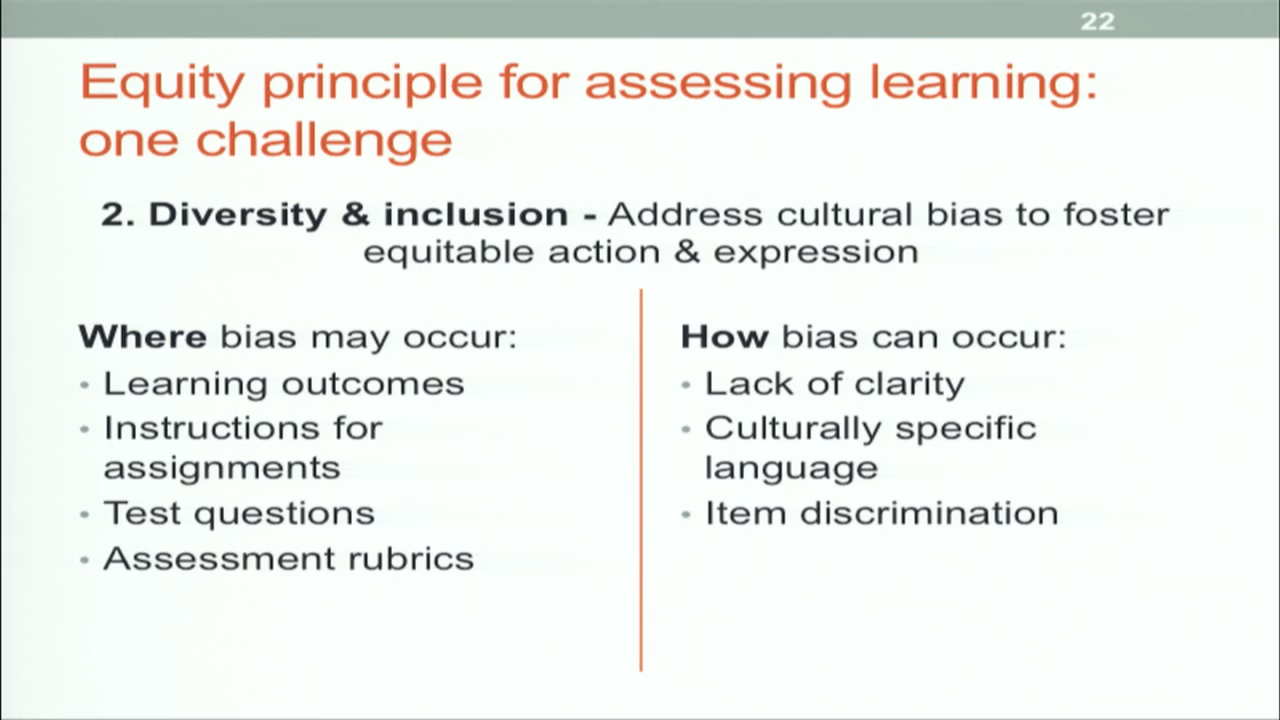 22
Equity principle for assessing learning:
one challenge
2. Diversity & inclusion - Address cultural bias to foster
equitable action & expression
Where bias may occur:
• Learning outcomes
• Instructions for
assignments
• Test questions
• Assessment rubrics
How bias can occur:
• Lack of clarity
• Culturally specific
language
• Item discrimination